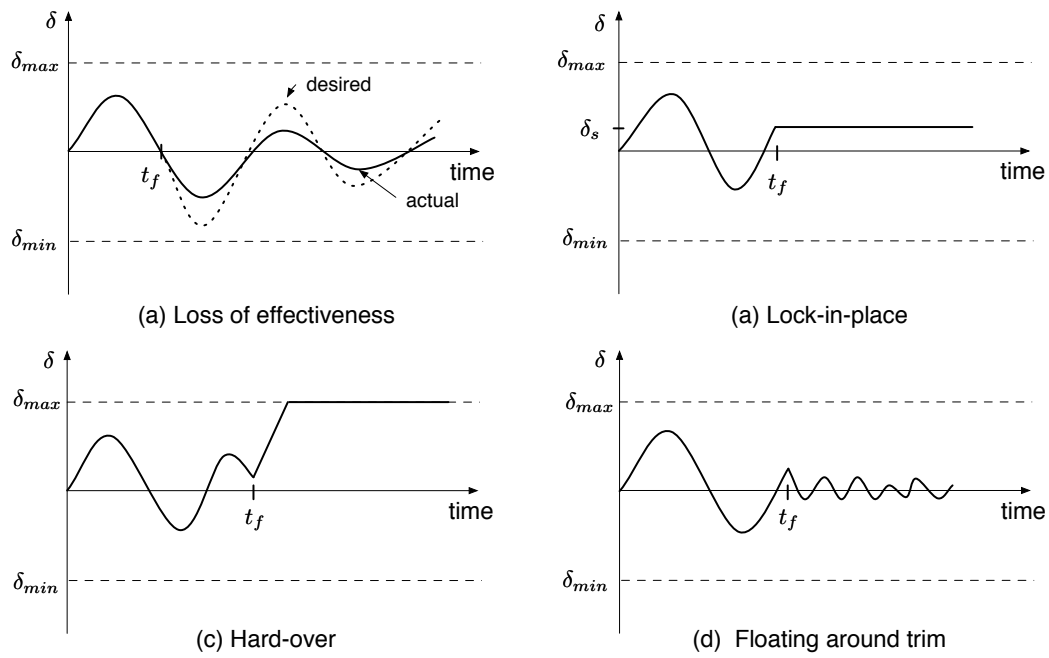 δ
δmax
desired
time
tf
actual
δmin
(a) Loss of effectiveness
δ
δmax
δs
time
tf
δmin
(a) Lock-in-place
δ
δmax
time
tf
δmin
(c) Hard-over
δ
δmax
time
tf
δmin
(d) Floating around trim